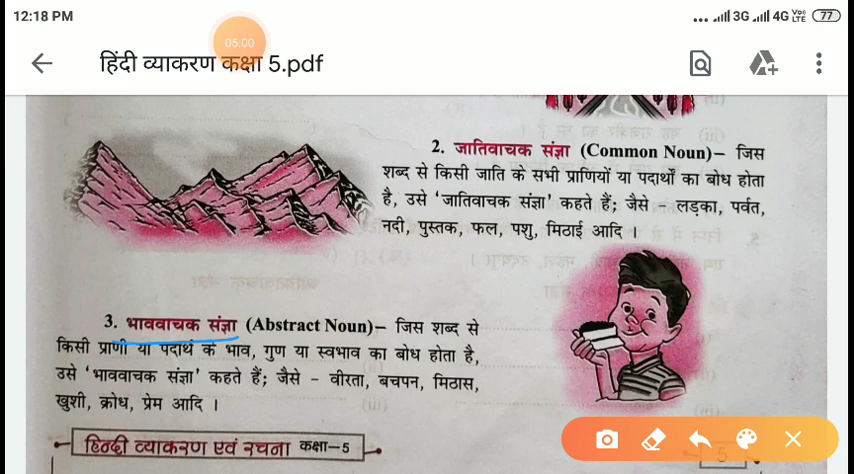 12:18 PM
3G 4G VoLTE 77
05:00
हिंदी व्याकरण कक्षा 5.pdf
2. जातिवाचक संज्ञा (Common Noun)– जिस
शब्द से किसी जाति के सभी प्राणियों या पदार्थों का बोध होता
है, उसे ‘जातिवाचक संज्ञा’ कहते हैं; जैसे – लड़का, पर्वत,
नदी, पुस्तक, फल, पशु, मिठाई आदि ।
3. भाववाचक संज्ञा (Abstract Noun)– जिस शब्द से
किसी प्राणी या पदार्थ के भाव, गुण या स्वभाव का बोध होता है,
उसे ‘भाववाचक संज्ञा’ कहते हैं; जैसे – वीरता, बचपन, मिठास,
खुशी, क्रोध, प्रेम आदि ।
हिन्दी व्याकरण एवं रचना कक्षा–5
5